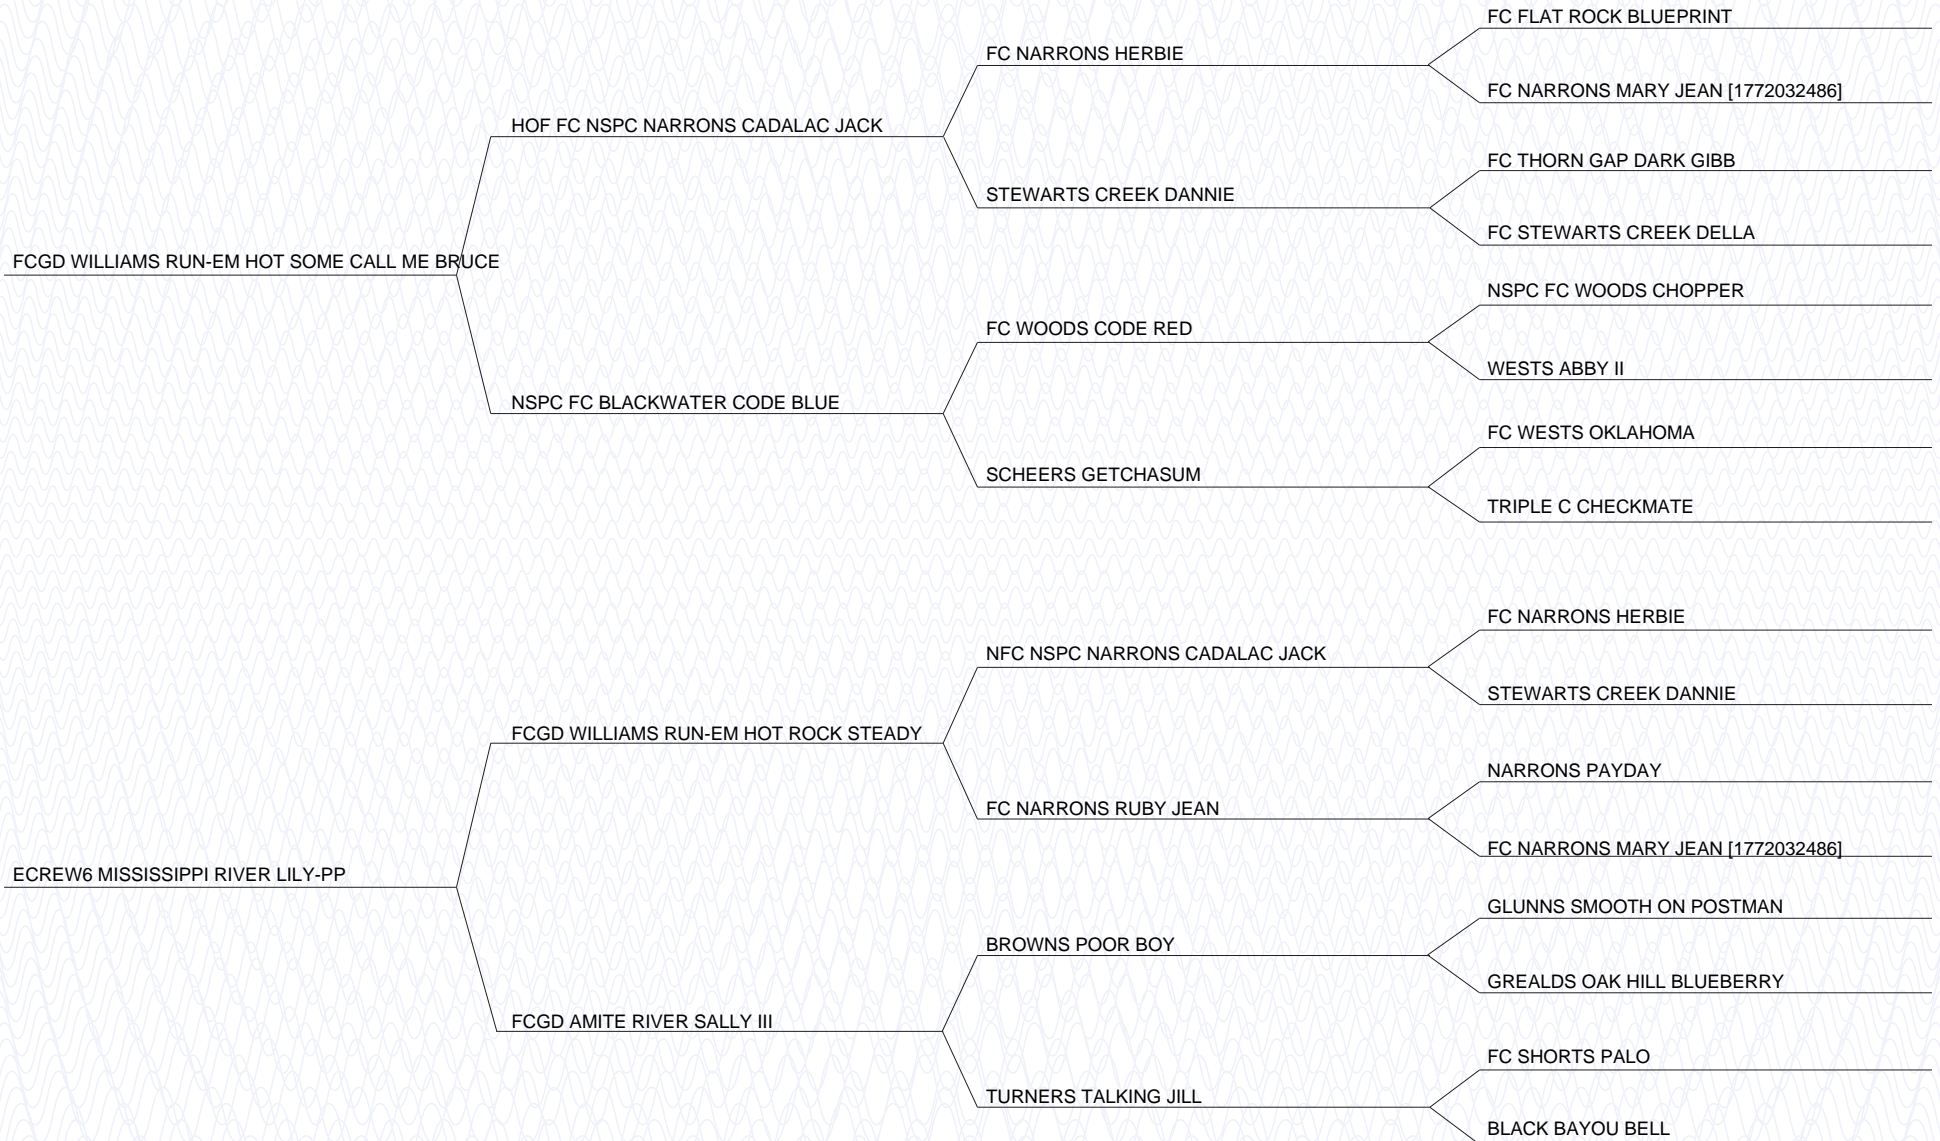 FC FLAT ROCK BLUEPRINT
FC NARRONS HERBIE
FC NARRONS MARY JEAN [1772032486]
HOF FC NSPC NARRONS CADALAC JACK
FC THORN GAP DARK GIBB
STEWARTS CREEK DANNIE
FC STEWARTS CREEK DELLA
FCGD WILLIAMS RUN-EM HOT SOME CALL ME BRUCE
NSPC FC WOODS CHOPPER
FC WOODS CODE RED
WESTS ABBY II
NSPC FC BLACKWATER CODE BLUE
FC WESTS OKLAHOMA
SCHEERS GETCHASUM
TRIPLE C CHECKMATE
FC NARRONS HERBIE
NFC NSPC NARRONS CADALAC JACK
STEWARTS CREEK DANNIE
FCGD WILLIAMS RUN-EM HOT ROCK STEADY
NARRONS PAYDAY
FC NARRONS RUBY JEAN
FC NARRONS MARY JEAN [1772032486]
ECREW6 MISSISSIPPI RIVER LILY-PP
GLUNNS SMOOTH ON POSTMAN
BROWNS POOR BOY
GREALDS OAK HILL BLUEBERRY
FCGD AMITE RIVER SALLY III
FC SHORTS PALO
TURNERS TALKING JILL
BLACK BAYOU BELL